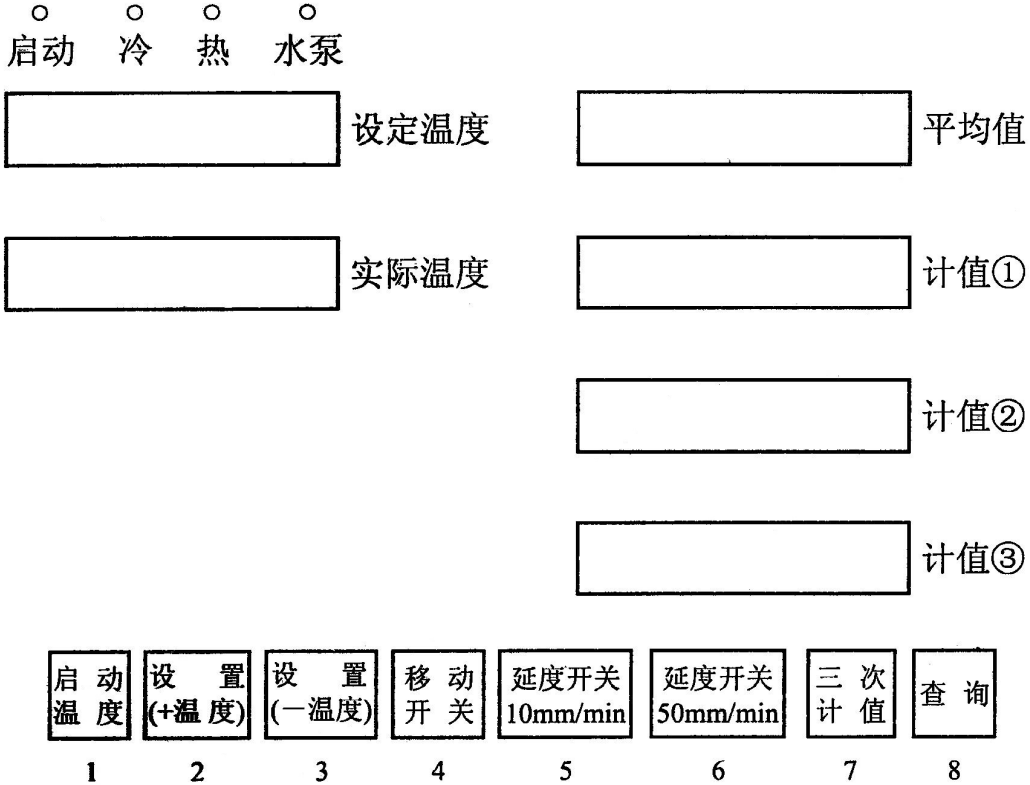 启动 冷 热 水泵
设定温度 平均值
实际温度 计值①
计值②
计值③
启动 设置 设置 移动 延度开关 延度开关 三次 查询
温度 (+温度) (－温度) 开关 10mm/min 50mm/min 计值
1 2 3 4 5 6 7 8